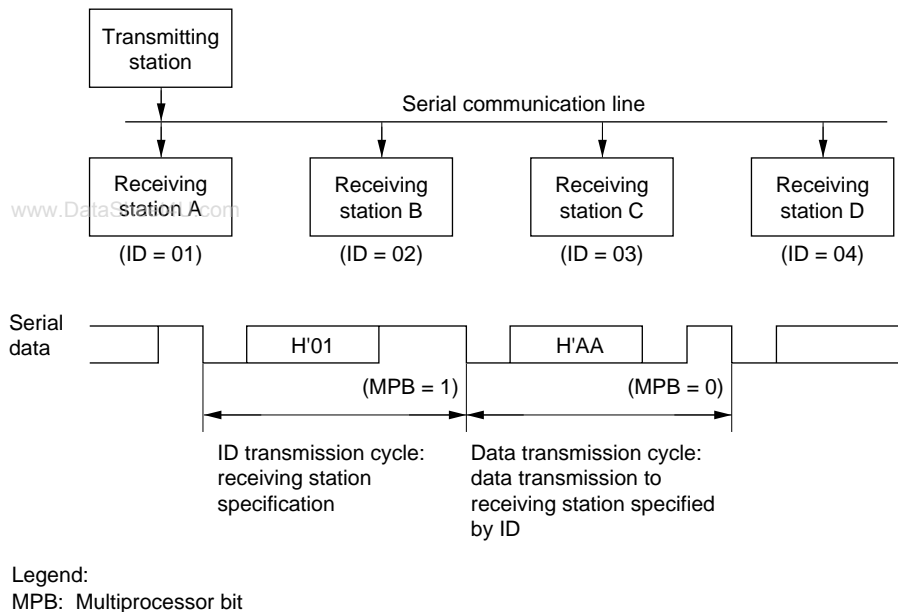 Transmitting
station
Serial communication line
Receiving
station A
Receiving
station B
Receiving
station C
Receiving
station D
(ID = 01)
(ID = 02)
(ID = 03)
(ID = 04)
Serial
data
H'01
H'AA
(MPB = 1)
(MPB = 0)
ID transmission cycle:
receiving station
specification
Data transmission cycle:
data transmission to
receiving station specified
by ID
Legend:
MPB: Multiprocessor bit